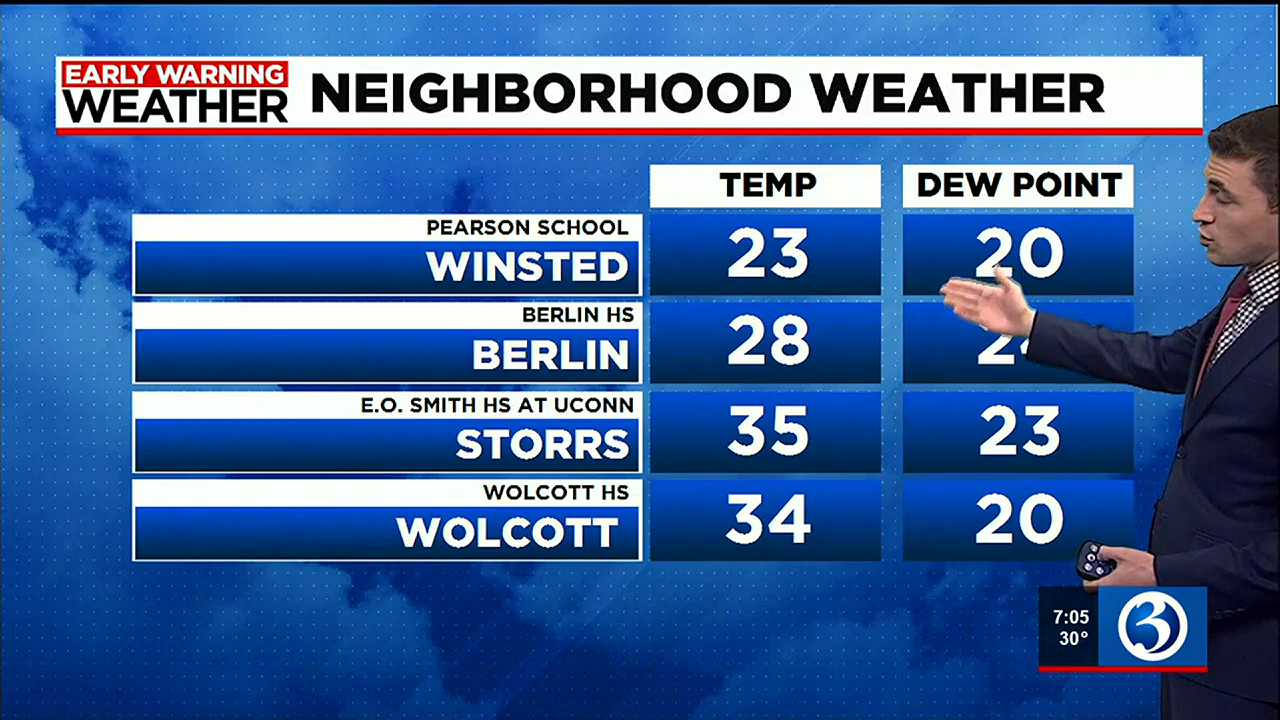 EARLY WARNING
WEATHER
NEIGHBORHOOD WEATHER
TEMP
DEW POINT
PEARSON SCHOOL
WINSTED
23
20
BERLIN HS
BERLIN
28
E.O. SMITH HS AT UCONN
STORRS
35
23
WOLCOTT HS
WOLCOTT
34
20
7:05
30°
3